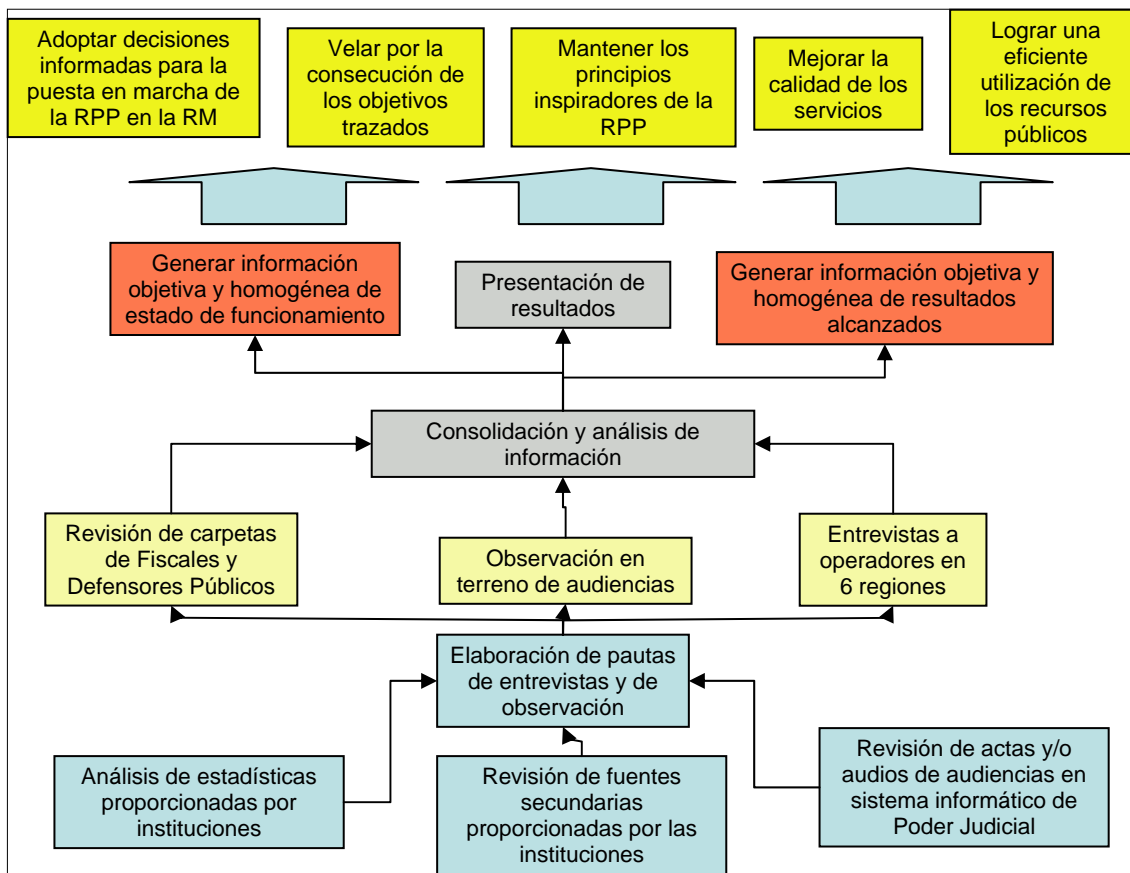 Adoptar decisiones
informadas para la
puesta en marcha de
la RPP en la RM
Velar por la
consecución de
los objetivos
trazados
Mantener los
principios
inspiradores de la
RPP
Mejorar la
calidad de los
servicios
Lograr una
eficiente
utilización de
los recursos
públicos
Generar información
objetiva y homogénea de
estado de funcionamiento
Presentación de
resultados
Generar información objetiva y
homogénea de resultados
alcanzados
Consolidación y análisis de
información
Revisión de carpetas
de Fiscales y
Defensores Públicos
Observación en
terreno de audiencias
Entrevistas a
operadores en
6 regiones
Elaboración de pautas
de entrevistas y de
observación
Análisis de estadísticas
proporcionadas por
instituciones
Revisión de fuentes
secundarias
proporcionadas por las
instituciones
Revisión de actas y/o
audios de audiencias en
sistema informático de
Poder Judicial